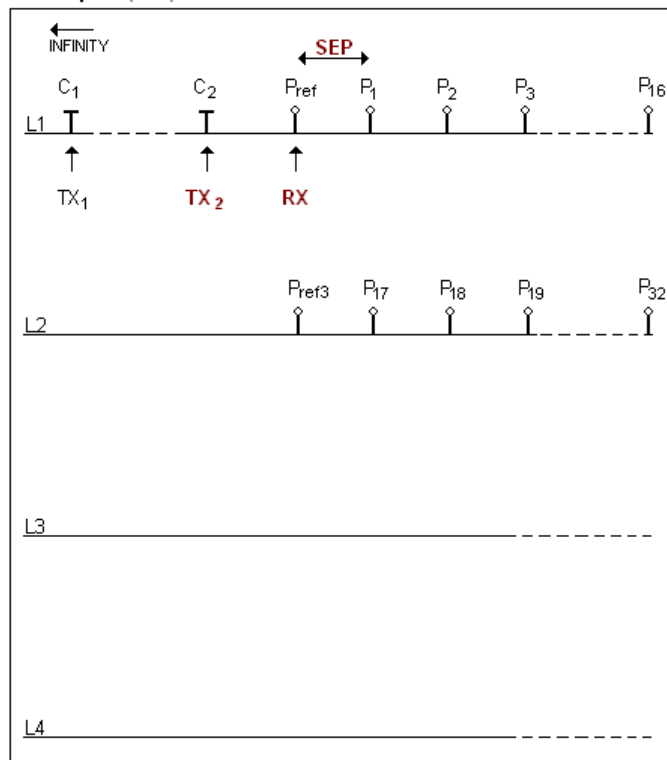 INFINITY
SEP
C1 C2 Pref P1 P2 P3 P16
L1
TX1 TX2 RX
Pref3 P17 P18 P19 P32
L2
L3
L4